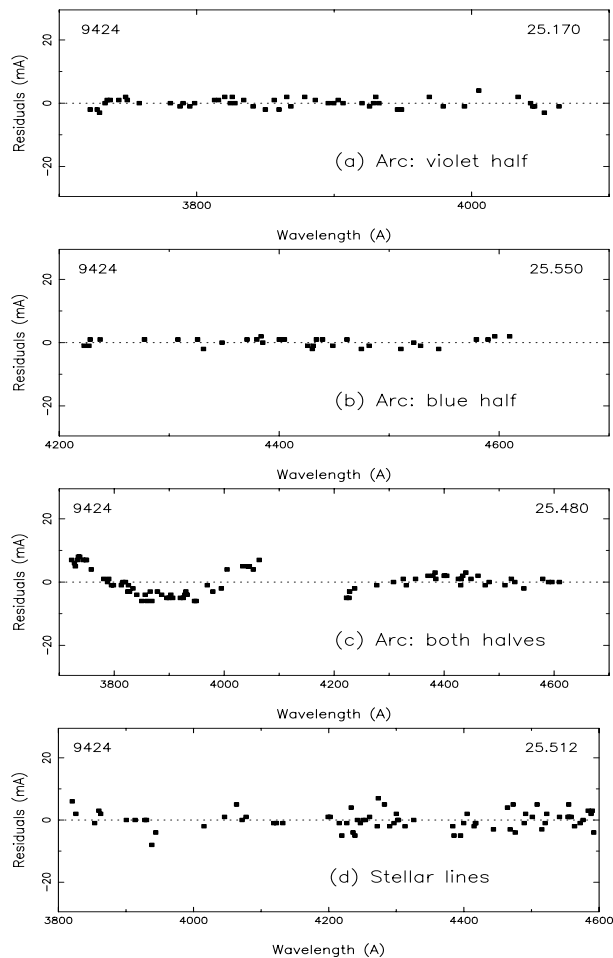 9424 25.170
20
0
−20
Residuals (mA)
(a) Arc: violet half
3800 4000
Wavelength (A)
9424 25.550
20
0
−20
Residuals (mA)
(b) Arc: blue half
4200 4400 4600
Wavelength (A)
9424 25.480
20
0
−20
Residuals (mA)
(c) Arc: both halves
3800 4000 4200 4400 4600
Wavelength (A)
9424 25.512
20
0
−20
Residuals (mA)
(d) Stellar lines
3800 4000 4200 4400 4600
Wavelength (A)